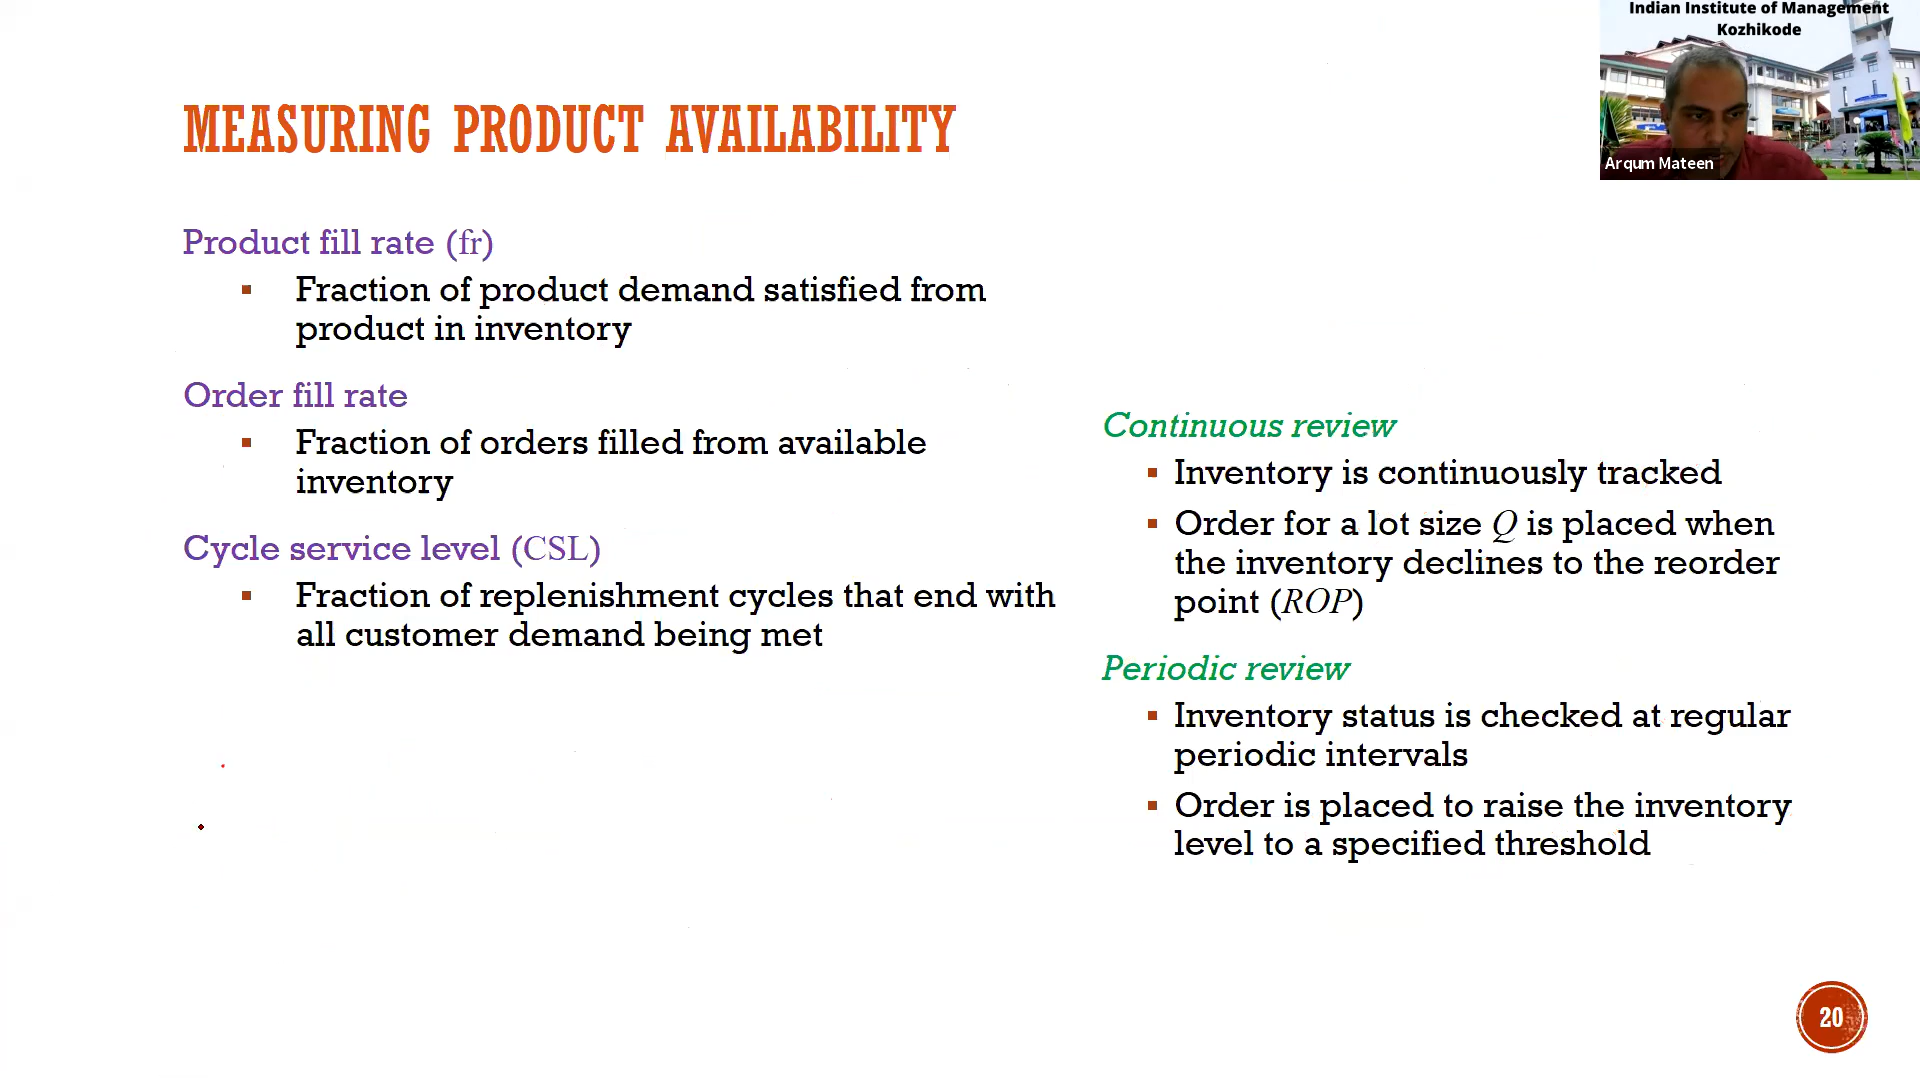 Indian Institute of Management
Kozhikode
Arqum Mateen
MEASURING PRODUCT AVAILABILITY
Product fill rate (fr)
▪ Fraction of product demand satisfied from
product in inventory
Order fill rate
▪ Fraction of orders filled from available
inventory
Cycle service level (CSL)
▪ Fraction of replenishment cycles that end with
all customer demand being met
Continuous review
▪ Inventory is continuously tracked
▪ Order for a lot size Q is placed when
the inventory declines to the reorder
point (ROP)
Periodic review
▪ Inventory status is checked at regular
periodic intervals
▪ Order is placed to raise the inventory
level to a specified threshold
20